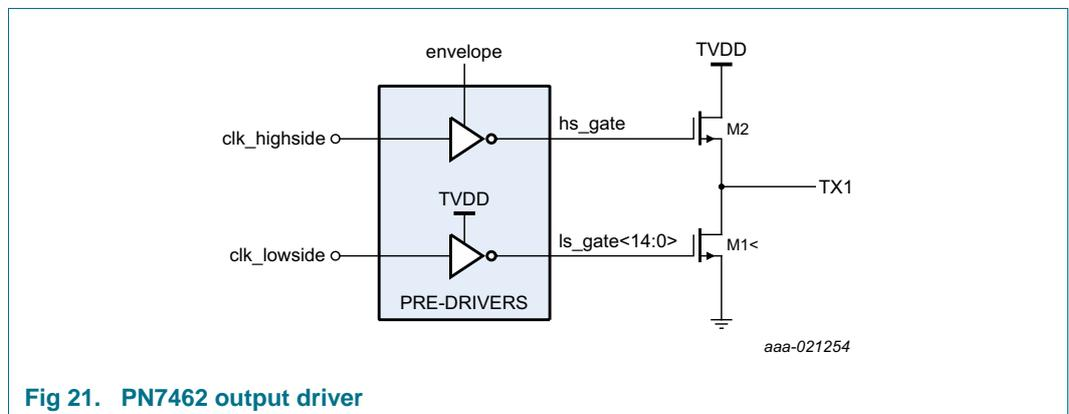 envelope
TVDD
clk_highside
hs_gate
M2
TVDD
TX1
clk_lowside
ls_gate<14:0>
M1<
PRE-DRIVERS
aaa-021254
Fig 21. PN7462 output driver